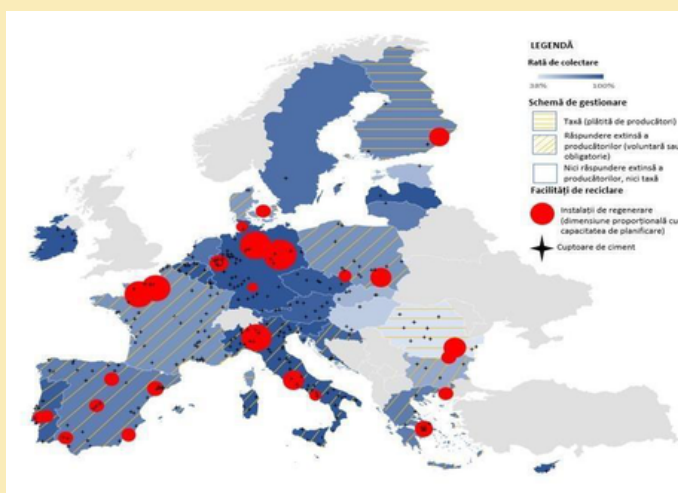 LEGENDĂ
Rată de colectare
38% 100%
Schemă de gestionare
Taxă (plătită de producători)
Răspundere extinsă a
producătorilor (voluntară sau
obligatorie)
Nici răspundere extinsă a
producătorilor, nici taxă
Facilități de reciclare
Instalații de regenerare
(dimensiune proporțională cu
capacitatea de planificare)
Cuptoare de ciment